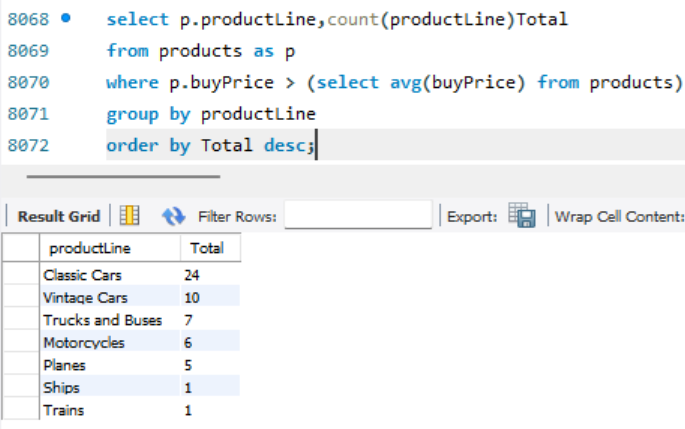 8068 select p.productLine,count(productLine)Total
8069 from products as p
8070 where p.buyPrice > (select avg(buyPrice) from products)
8071 group by productLine
8072 order by Total desc;
Result Grid Filter Rows: Export: Wrap Cell Content:
productLine Total
Classic Cars 24
Vintage Cars 10
Trucks and Buses 7
Motorcycles 6
Planes 5
Ships 1
Trains 1